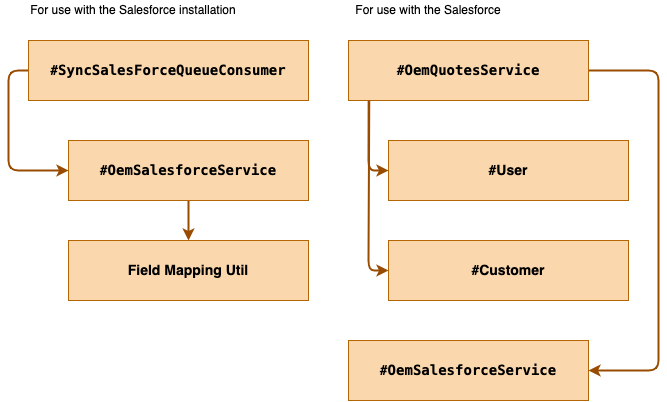 For use with the Salesforce installation
#SyncSalesForceQueueConsumer
#OemSalesforceService
Field Mapping Util
For use with the Salesforce
#OemQuotesService
#User
#Customer
#OemSalesforceService